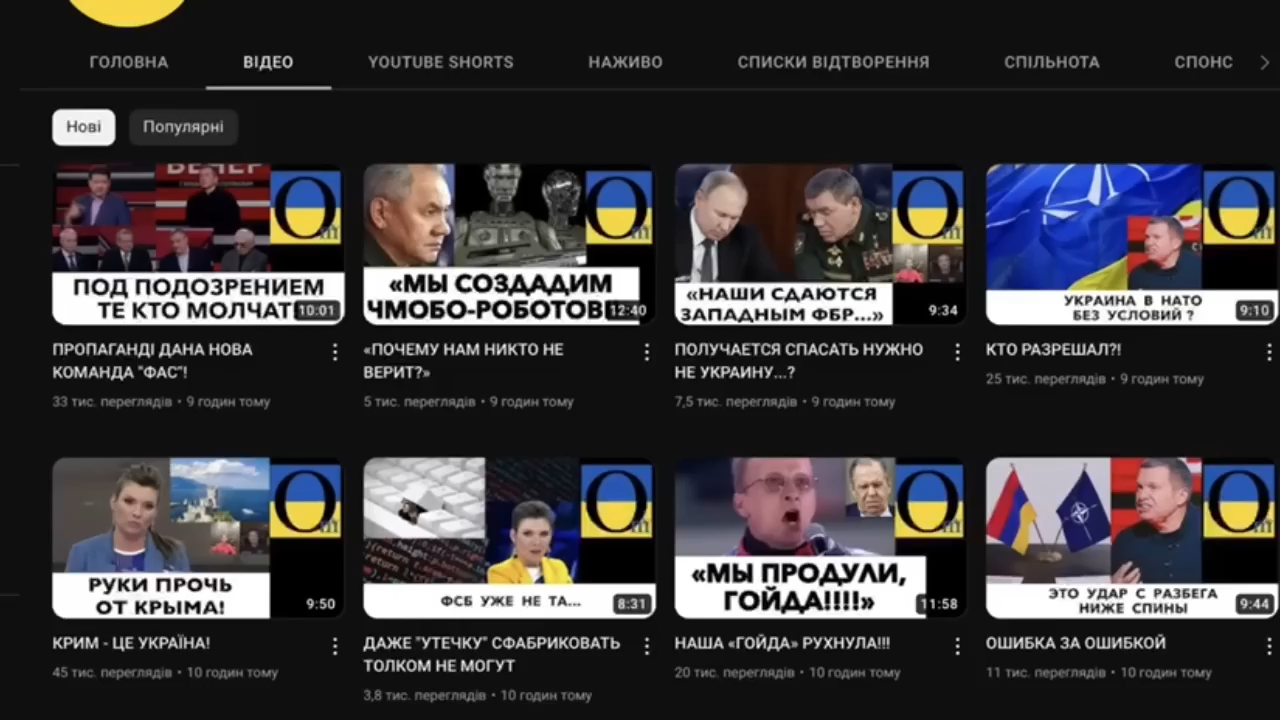 ГОЛОВНА
ВІДЕО
YOUTUBE SHORTS
НАЖИВО
СПИСКИ ВІДТВОРЕННЯ
СПІЛЬНОТА
СПОНС
Нові
Популярні
ВЕЧЕР
O
m
ПОД ПОДОЗРЕНИЕМ
ТЕ КТО МОЛЧАТ
10:01
O
m
«МЫ СОЗДАДИМ
ЧМОБО-РОБОТОВ
12:40
O
m
«НАШИ СДАЮТСЯ
ЗАПАДНЫМ ФБР...»
9:34
O
m
УКРАИНА В НАТО
БЕЗ УСЛОВИЙ ?
9:10
ПРОПАГАНДІ ДАНА НОВА
КОМАНДА "ФАС"!
33 тис. переглядів • 9 годин тому
«ПОЧЕМУ НАМ НИКТО НЕ
ВЕРИТ?»
5 тис. переглядів • 9 годин тому
ПОЛУЧАЕТСЯ СПАСАТЬ НУЖНО
НЕ УКРАИНУ...?
7,5 тис. переглядів • 9 годин тому
КТО РАЗРЕШАЛ?!
25 тис. переглядів • 9 годин тому
O
m
РУКИ ПРОЧЬ
ОТ КРЫМА!
9:50
O
m
ФСБ УЖЕ НЕ ТА...
8:31
O
m
«МЫ ПРОДУЛИ,
ГОЙДА!!!!»
11:58
O
m
ЭТО УДАР С РАЗБЕГА
НИЖЕ СПИНЫ
9:44
КРИМ - ЦЕ УКРАЇНА!
45 тис. переглядів • 10 годин тому
ДАЖЕ "УТЕЧКУ" СФАБРИКОВАТЬ
ТОЛКОМ НЕ МОГУТ
3,8 тис. переглядів • 10 годин тому
НАША «ГОЙДА» РУХНУЛА!!!
20 тис. переглядів • 10 годин тому
ОШИБКА ЗА ОШИБКОЙ
11 тис. переглядів • 10 годин тому